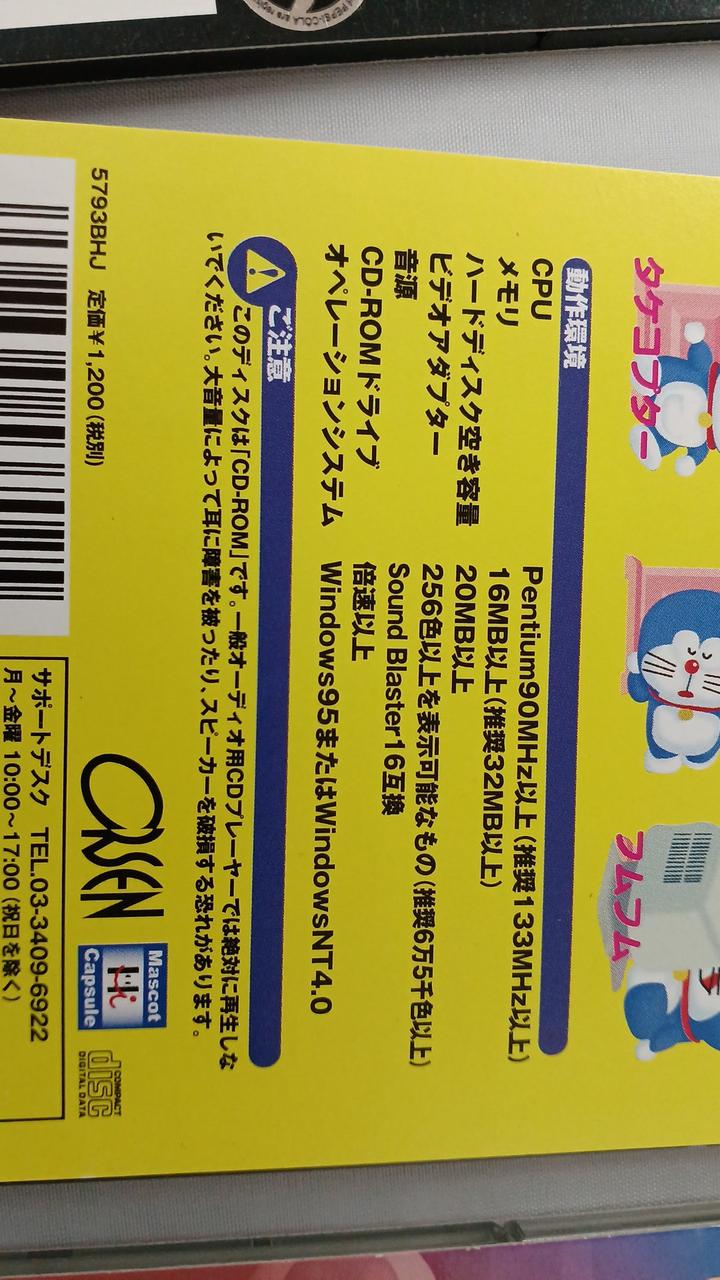 PEPSI-COLA are regis
タケコプター
フムフム
動作環境
CPU Pentium90MHz以上(推奨133MHz以上)
メモリ 16MB以上(推奨32MB以上)
ハードディスク空き容量 20MB以上
ビデオアダプター 256色以上を表示可能なもの(推奨6万5千色以上)
音源 Sound Blaster16互換
CD-ROMドライブ 倍速以上
オペレーションシステム Windows95またはWindowsNT4.0
ご注意
このディスクは「CD-ROM」です。一般オーディオ用CDプレーヤーでは絶対に再生しな
いでください。大音量によって耳に障害を被ったり、スピーカーを破損する恐れがあります。
5793BHJ 定価¥1,200(税別)
ORSEN
Mascot
Hi
Capsule
COMPACT
disc
DIGITAL DATA
サポートデスク TEL.03-3409-6922
月〜金曜 10:00〜17:00(祝日を除く)